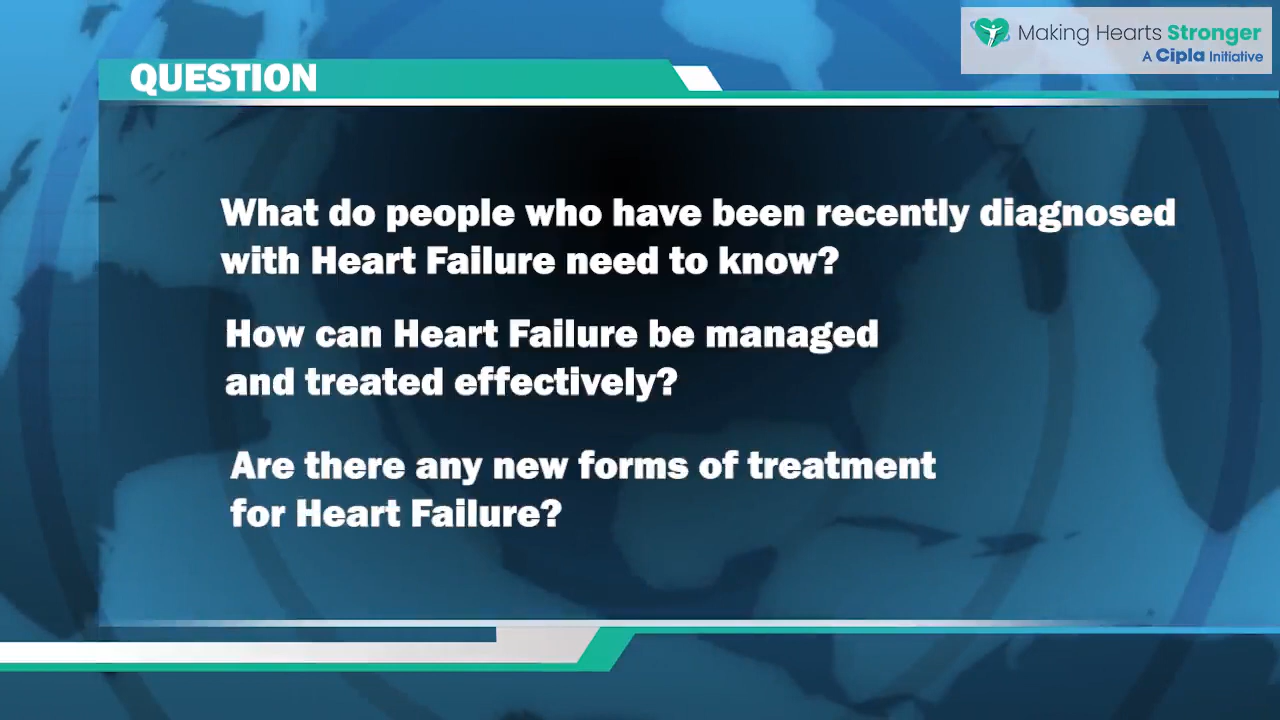 Making Hearts Stronger
A Cipla Initiative
QUESTION
What do people who have been recently diagnosed
with Heart Failure need to know?
How can Heart Failure be managed
and treated effectively?
Are there any new forms of treatment
for Heart Failure?